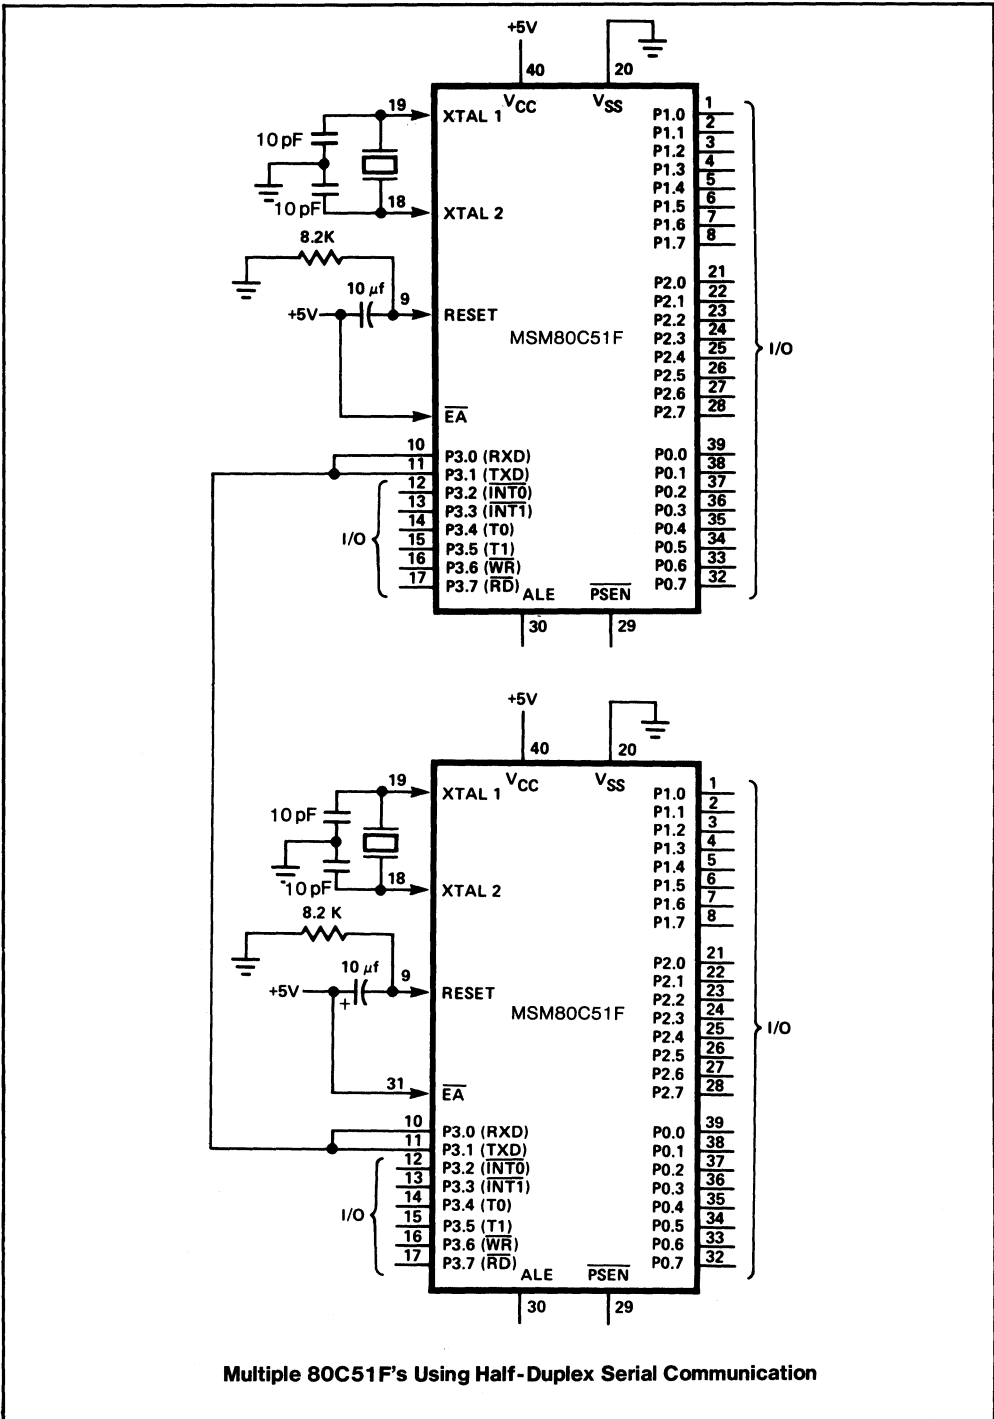 +5V
40
20
VCC
VSS
19
XTAL 1
10 pF
10 pF
18
XTAL 2
8.2K
10 μf
9
+5V
RESET
MSM80C51F
EA
10
P3.0 (RXD)
11
P3.1 (TXD)
12
P3.2 (INT0)
13
P3.3 (INT1)
14
P3.4 (T0)
15
P3.5 (T1)
16
P3.6 (WR)
17
P3.7 (RD)
I/O
ALE
PSEN
30
29
P1.0 1
P1.1 2
P1.2 3
P1.3 4
P1.4 5
P1.5 6
P1.6 7
P1.7 8
P2.0 21
P2.1 22
P2.2 23
P2.3 24
P2.4 25
P2.5 26
P2.6 27
P2.7 28
I/O
P0.0 39
P0.1 38
P0.2 37
P0.3 36
P0.4 35
P0.5 34
P0.6 33
P0.7 32
+5V
40
20
VCC
VSS
19
XTAL 1
10 pF
10 pF
18
XTAL 2
8.2 K
10 μf
9
+5V
+
RESET
MSM80C51F
31
EA
10
P3.0 (RXD)
11
P3.1 (TXD)
12
P3.2 (INT0)
13
P3.3 (INT1)
14
P3.4 (T0)
15
P3.5 (T1)
16
P3.6 (WR)
17
P3.7 (RD)
I/O
ALE
PSEN
30
29
P1.0 1
P1.1 2
P1.2 3
P1.3 4
P1.4 5
P1.5 6
P1.6 7
P1.7 8
P2.0 21
P2.1 22
P2.2 23
P2.3 24
P2.4 25
P2.5 26
P2.6 27
P2.7 28
I/O
P0.0 39
P0.1 38
P0.2 37
P0.3 36
P0.4 35
P0.5 34
P0.6 33
P0.7 32
Multiple 80C51F's Using Half-Duplex Serial Communication